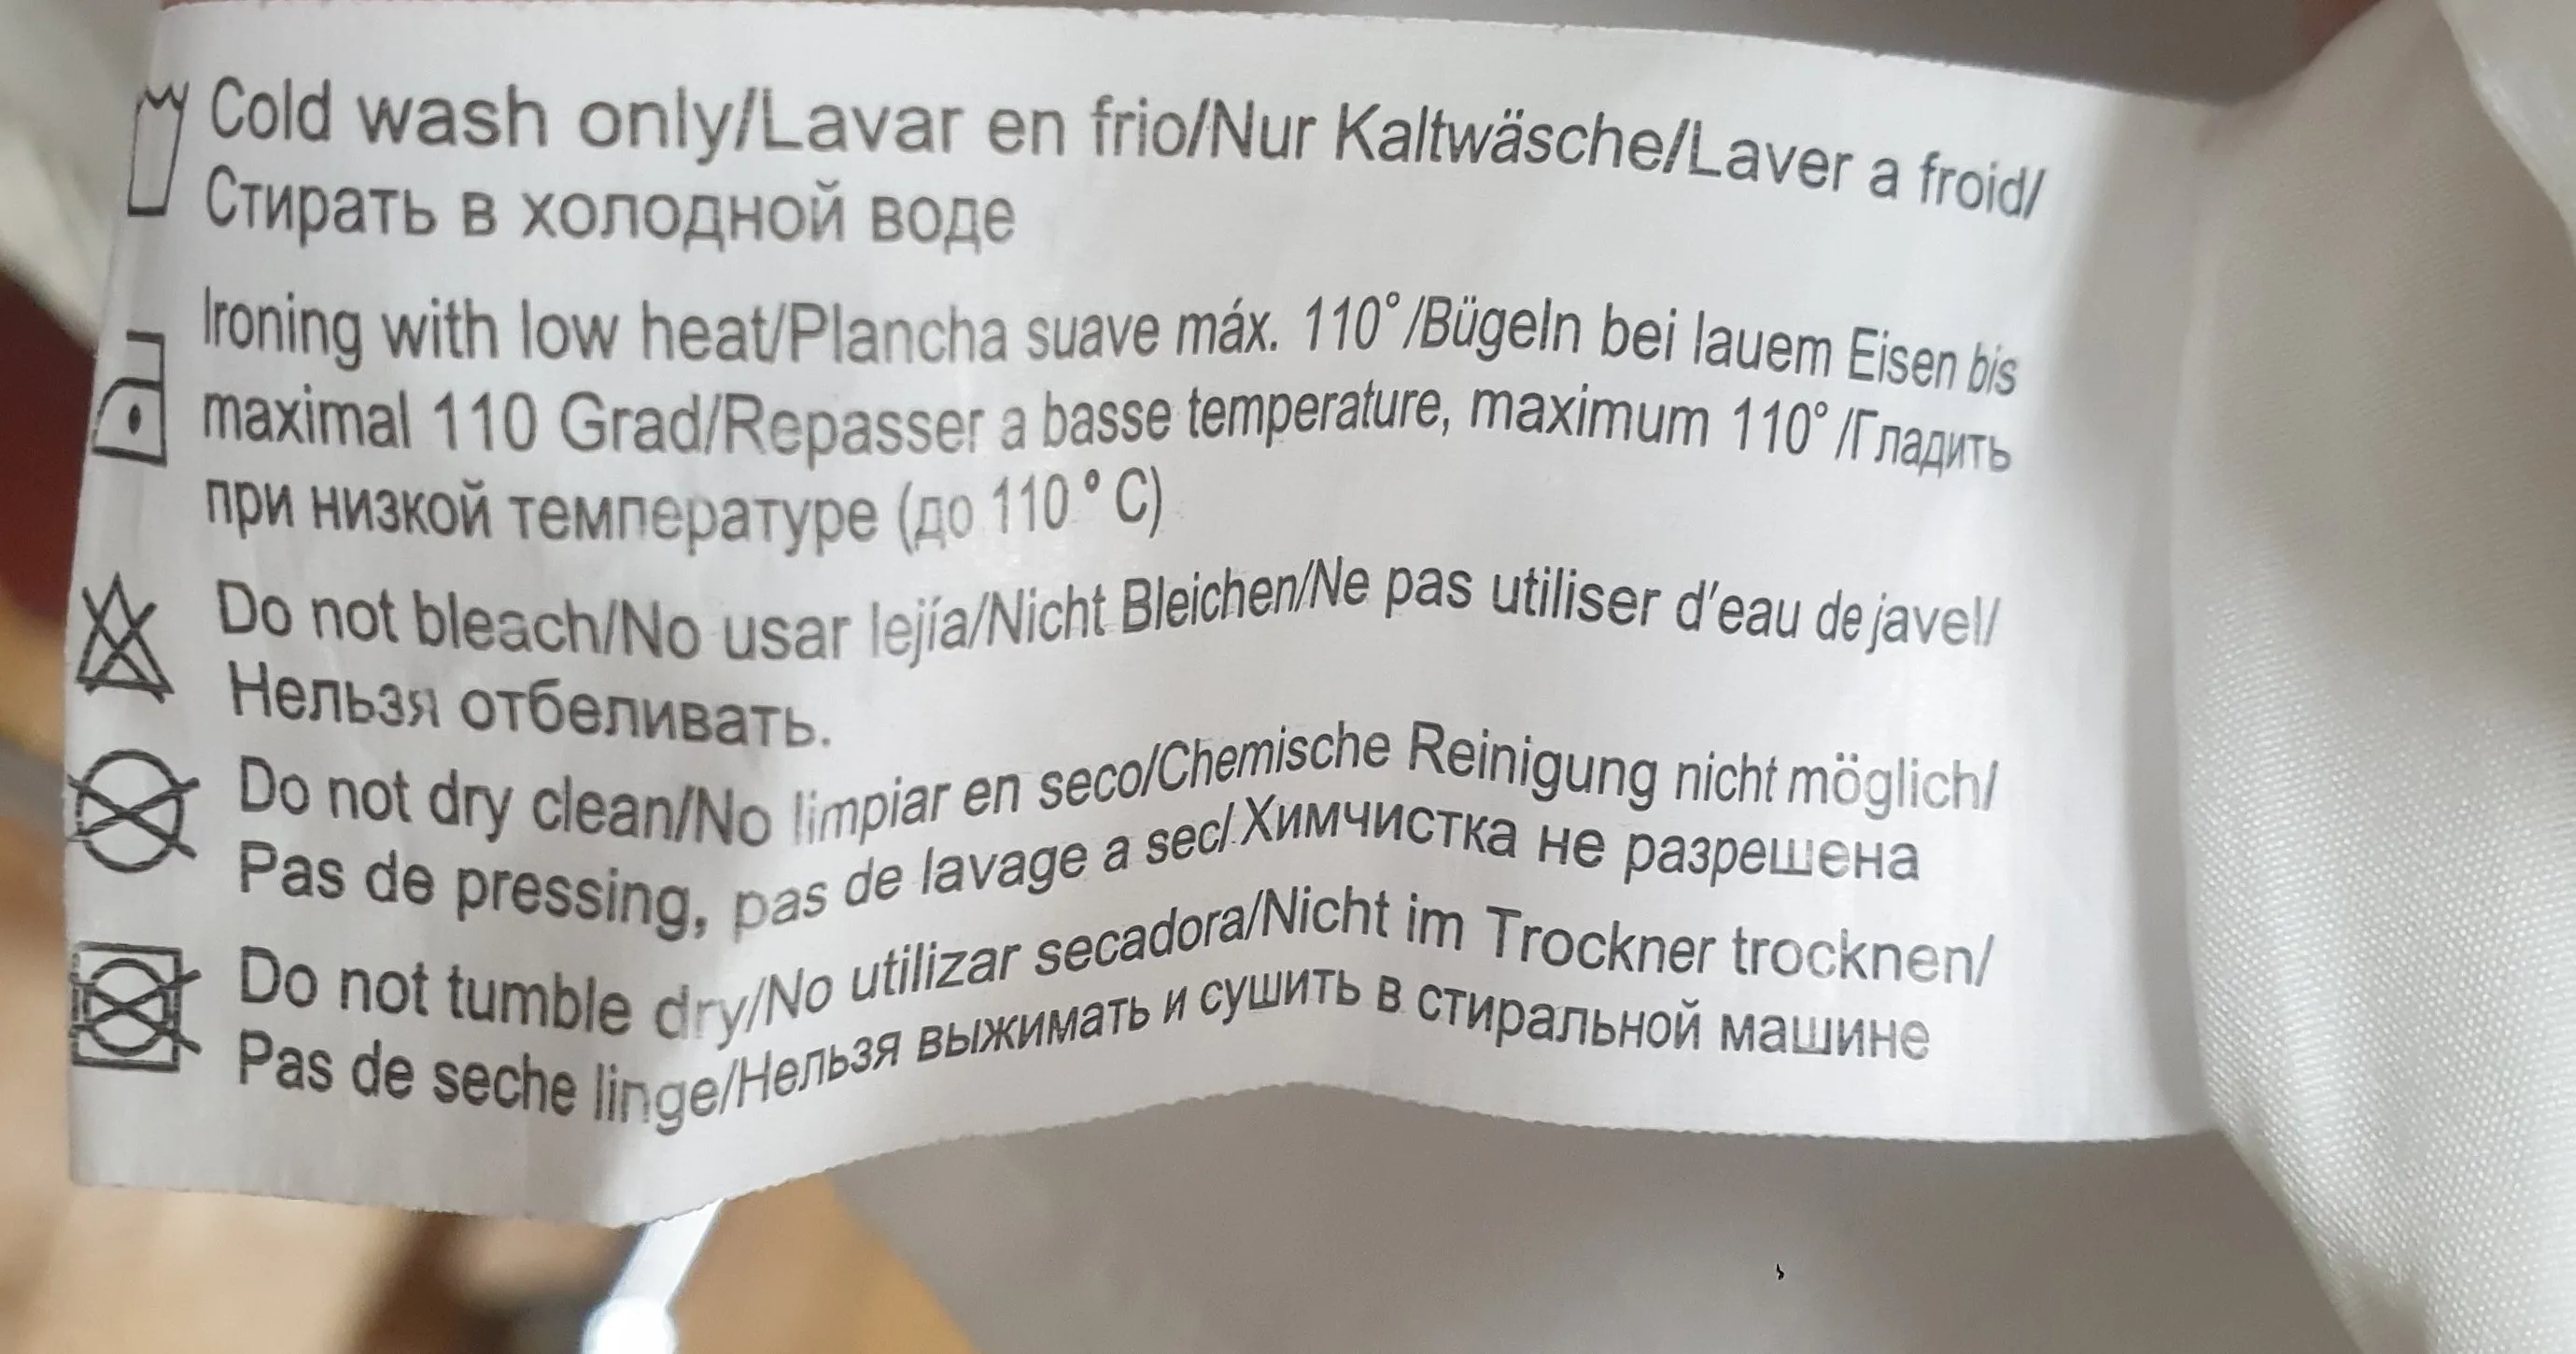 Cold wash only/Lavar en frio/Nur Kaltwäsche/Laver a froid/
Стирать в холодной воде
Ironing with low heat/Plancha suave máx. 110°/Bügeln bei lauem Eisen bis
maximal 110 Grad/Repasser a basse temperature, maximum 110°/Гладить
при низкой температуре (до 110 ° C)
Do not bleach/No usar lejía/Nicht Bleichen/Ne pas utiliser d'eau de javel/
Нельзя отбеливать.
Do not dry clean/No limpiar en seco/Chemische Reinigung nicht möglich/
Pas de pressing, pas de lavage a sec/.Химчистка не разрешена
Do not tumble dry/No utilizar secadora/Nicht im Trockner trocknen/
Pas de seche linge/Нельзя выжимать и сушить в стиральной машине